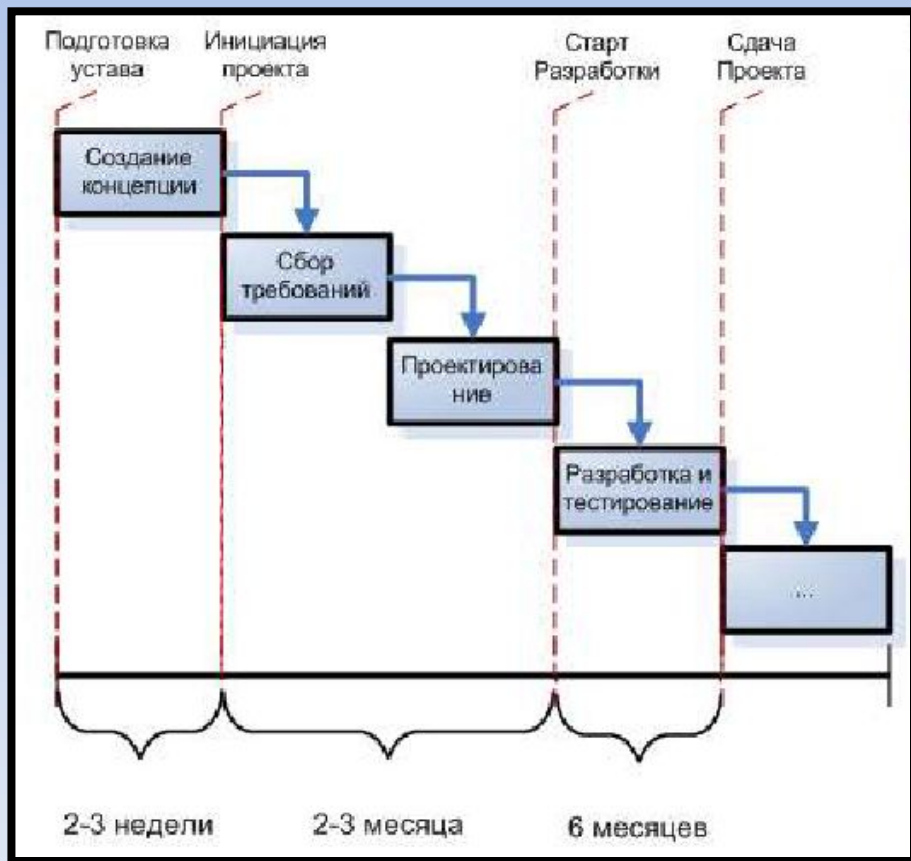 Подготовка
устава
Инициация
проекта
Старт
Разработки
Сдача
Проекта
Создание
концепции
Сбор
требований
Проектирова
ние
Разработка и
тестирование
...
2-3 недели
2-3 месяца
6 месяцев